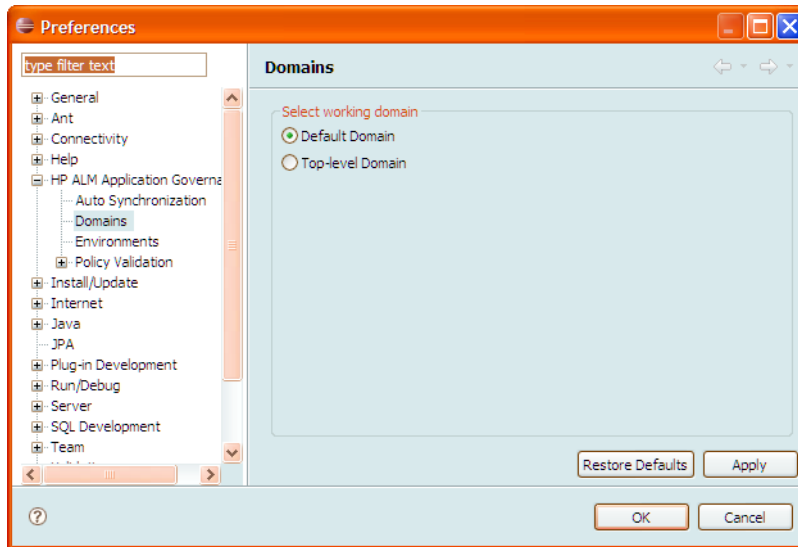 Preferences
type filter text
Domains
General
Ant
Connectivity
Help
HP ALM Application Governa
Auto Synchronization
Domains
Environments
Policy Validation
Install/Update
Internet
Java
JPA
Plug-in Development
Run/Debug
Server
SQL Development
Team
Select working domain
Default Domain
Top-level Domain
Restore Defaults Apply
OK Cancel